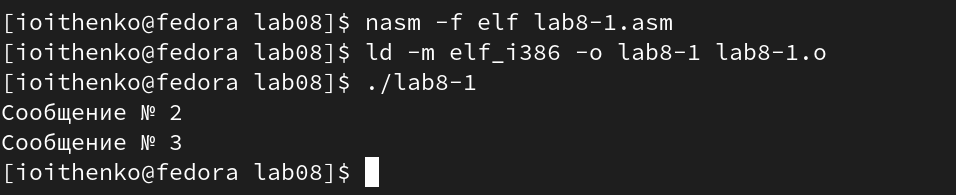 [ioithenko@fedora lab08]$ nasm -f elf lab8-1.asm
[ioithenko@fedora lab08]$ ld -m elf_i386 -o lab8-1 lab8-1.o
[ioithenko@fedora lab08]$ ./lab8-1
Сообщение № 2
Сообщение № 3
[ioithenko@fedora lab08]$